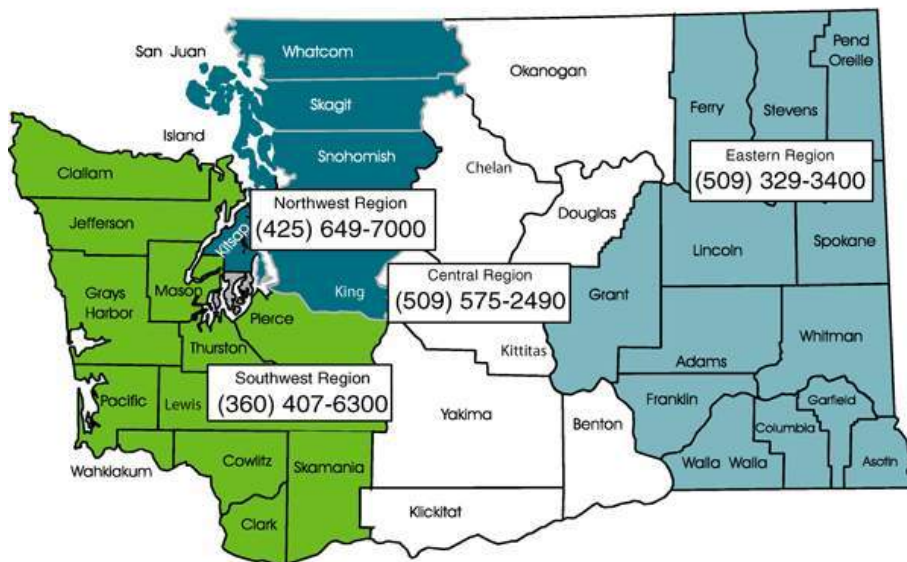 San Juan
Whatcom
Okanogan
Pend
Oreille
Skagit
Ferry
Stevens
Island
Snohomish
Chelan
Eastern Region
(509) 329-3400
Clallam
Northwest Region
(425) 649-7000
Jefferson
Kitsap
Douglas
Lincoln
Spokane
Central Region
(509) 575-2490
Grays
Harbor
Mason
King
Grant
Pierce
Thurston
Kittitas
Adams
Whitman
Southwest Region
(360) 407-6300
Pacific
Lewis
Yakima
Benton
Franklin
Garfield
Columbia
Wahkiakum
Cowlitz
Skamania
Walla Walla
Asotin
Klickitat
Clark